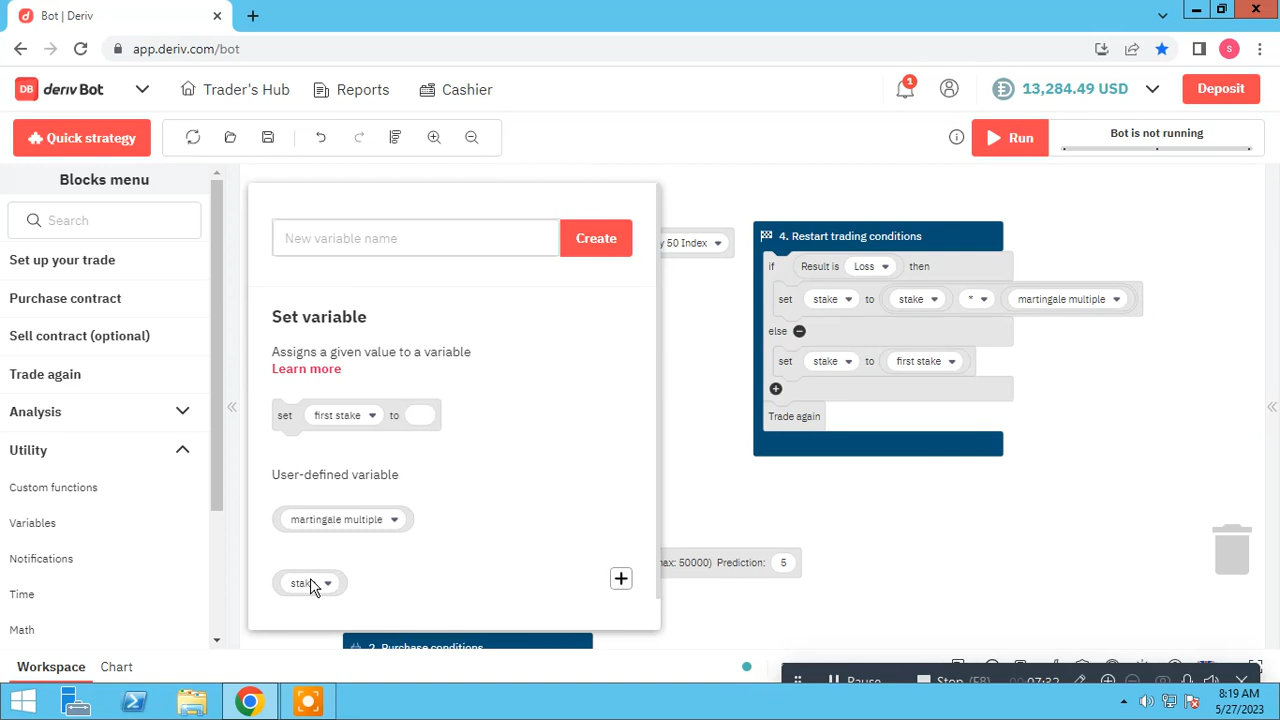 Bot | Deriv
app.deriv.com/bot
S
DB deriv Bot
Trader's Hub
Reports
Cashier
1
13,284.49 USD
Deposit
Quick strategy
Run
Bot is not running
Blocks menu
Search
Set up your trade
Purchase contract
Sell contract (optional)
Trade again
Analysis
Utility
Custom functions
Variables
Notifications
Time
Math
New variable name
Create
Set variable
Assigns a given value to a variable
Learn more
set first stake to
User-defined variable
martingale multiple
y 50 Index
4. Restart trading conditions
if Result is Loss then
set stake to stake * martingale multiple
else
set stake to first stake
Trade again
50000) Prediction: 5
Workspace
Chart
8:19 AM
5/27/2023